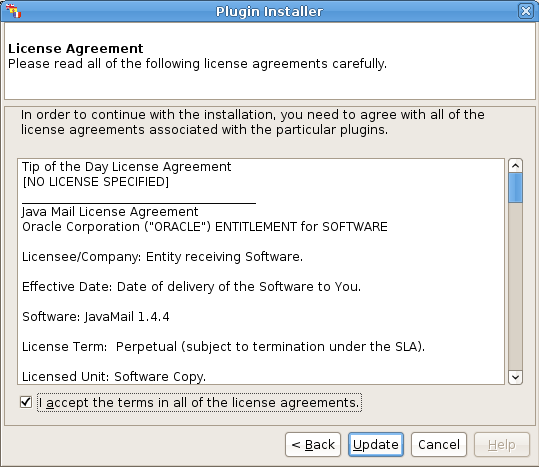 Plugin Installer
License Agreement
Please read all of the following license agreements carefully.
In order to continue with the installation, you need to agree with all of the
license agreements associated with the particular plugins.
Tip of the Day License Agreement
[NO LICENSE SPECIFIED]
Java Mail License Agreement
Oracle Corporation ("ORACLE") ENTITLEMENT for SOFTWARE
Licensee/Company: Entity receiving Software.
Effective Date: Date of delivery of the Software to You.
Software: JavaMail 1.4.4
License Term:  Perpetual (subject to termination under the SLA).
Licensed Unit: Software Copy.
I accept the terms in all of the license agreements.
< Back
Update
Cancel
Help